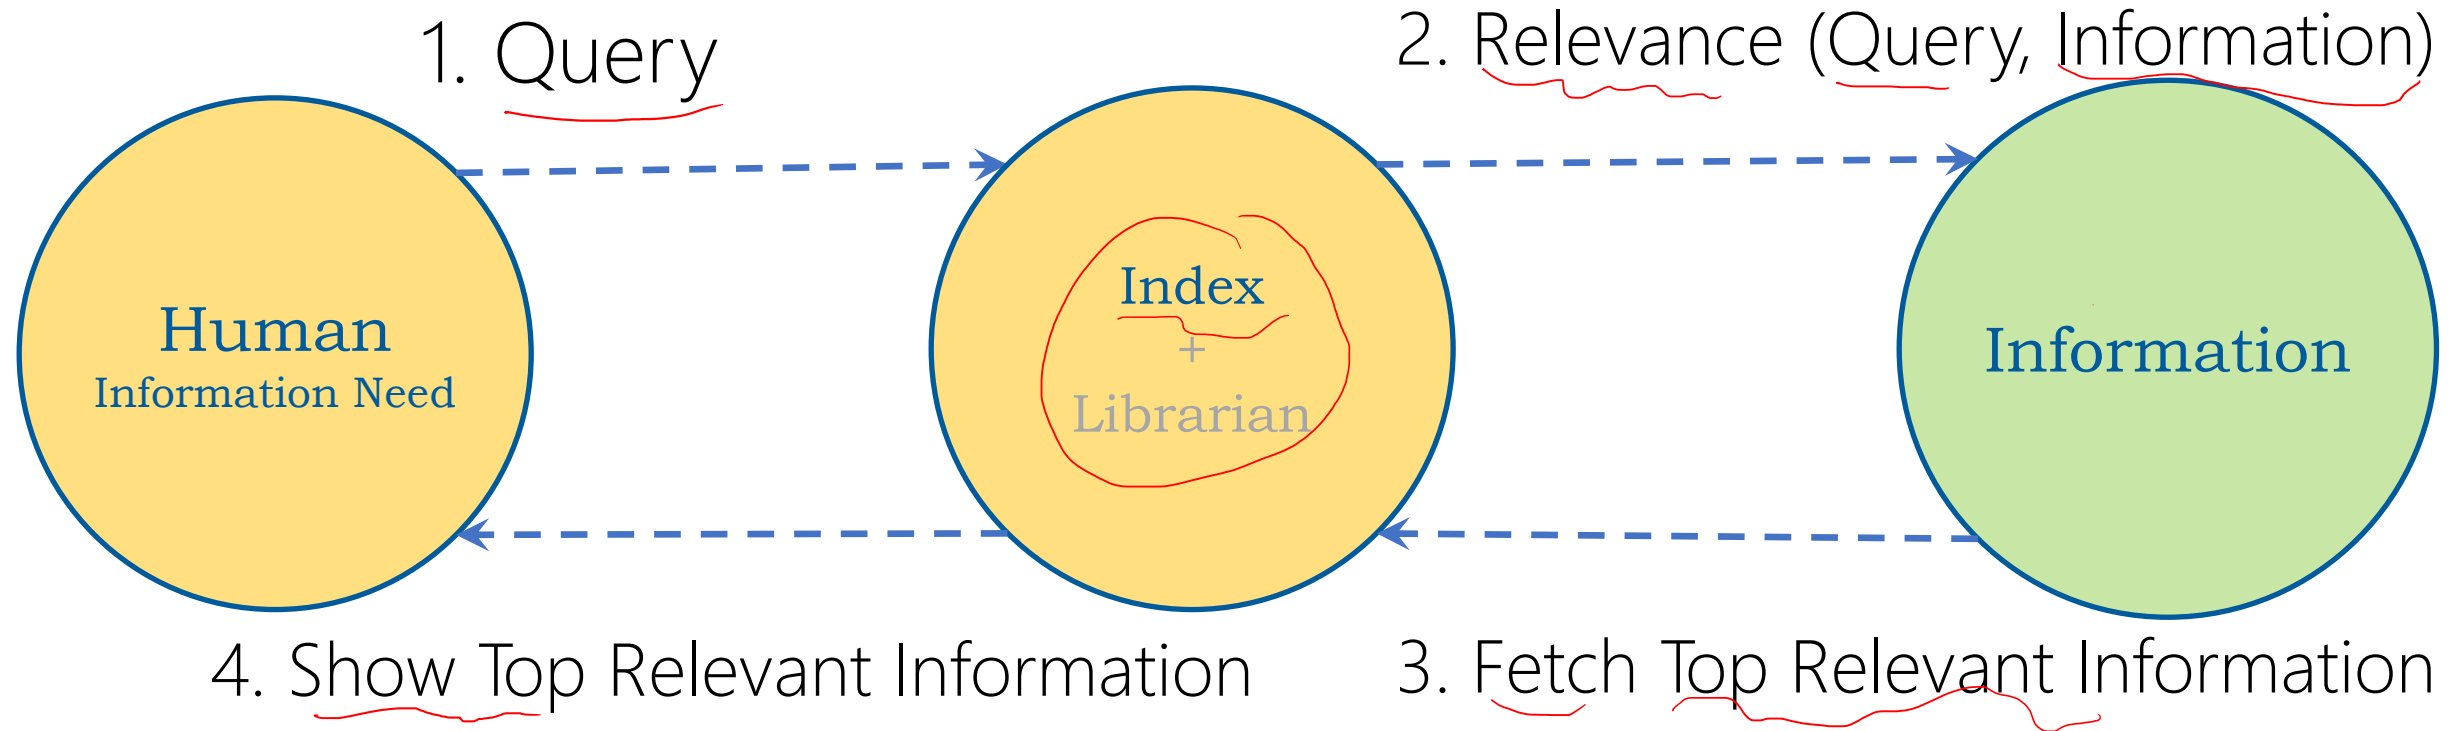 1. Query
2. Relevance (Query, Information)
Human
Information Need
Index
+
Librarian
Information
4. Show Top Relevant Information
3. Fetch Top Relevant Information